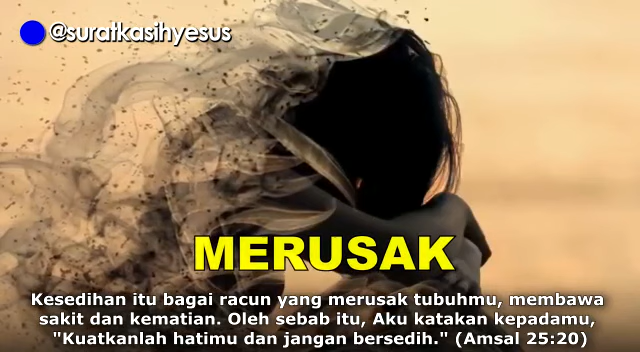 @suratkasihyesus
MERUSAK
Kesedihan itu bagai racun yang merusak tubuhmu, membawa
sakit dan kematian. Oleh sebab itu, Aku katakan kepadamu,
"Kuatkanlah hatimu dan jangan bersedih." (Amsal 25:20)